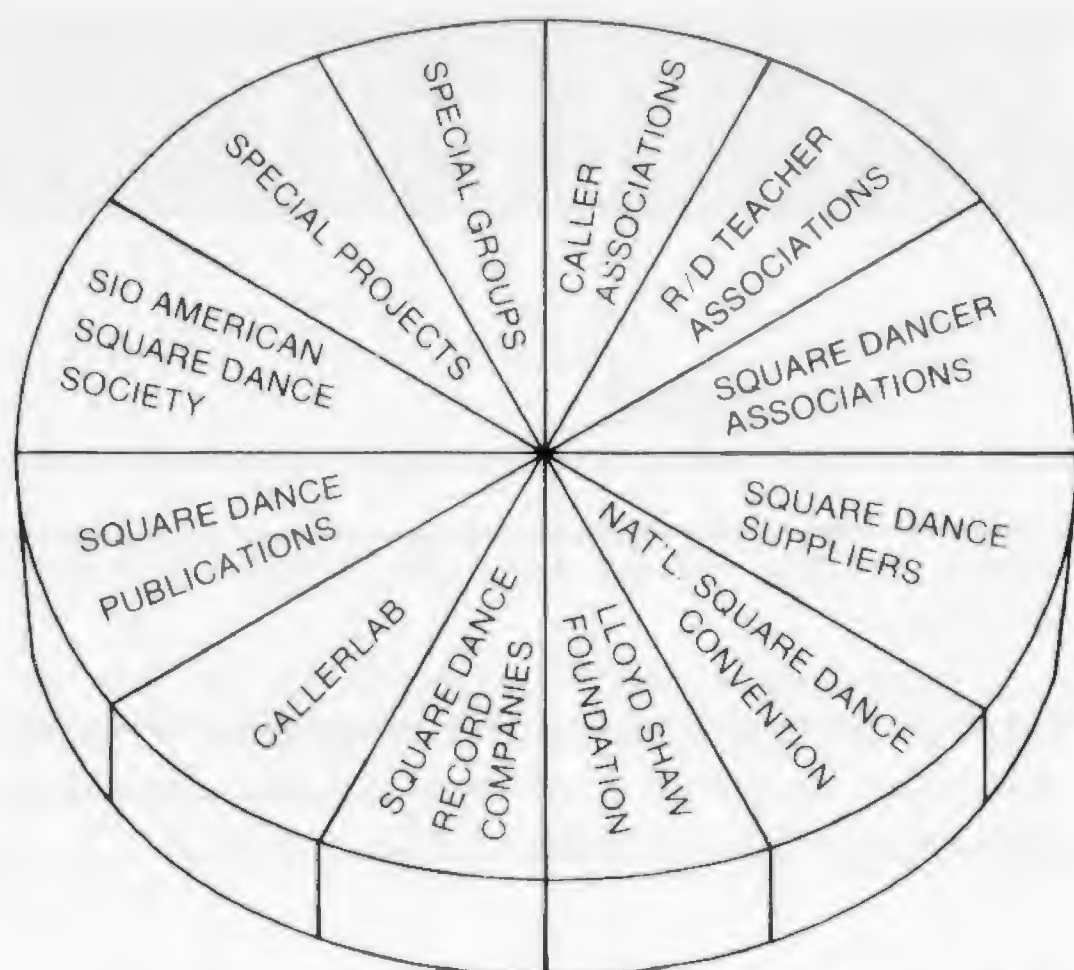 SPECIAL GROUPS
CALLER
ASSOCIATIONS
R/D TEACHER
ASSOCIATIONS
SQUARE DANCER
ASSOCIATIONS
SQUARE DANCE
SUPPLIERS
NAT'L. SQUARE DANCE
CONVENTION
LLOYD SHAW
FOUNDATION
SQUARE DANCE
RECORD
COMPANIES
CALLERLAB
SQUARE DANCE
PUBLICATIONS
SIO AMERICAN
SQUARE DANCE
SOCIETY
SPECIAL PROJECTS